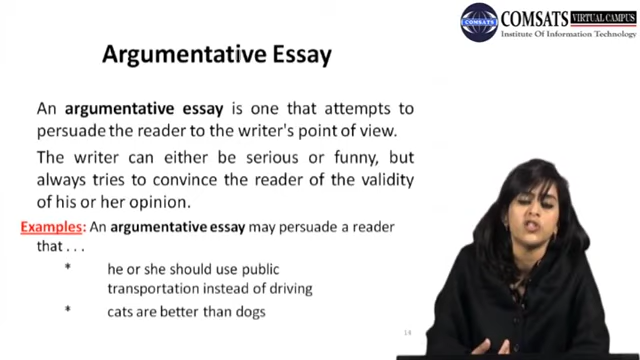 COMSATS VIRTUAL CAMPUS
Institute Of Information Technology
Argumentative Essay
An argumentative essay is one that attempts to
persuade the reader to the writer's point of view.
The writer can either be serious or funny, but
always tries to convince the reader of the validity
of his or her opinion.
Examples: An argumentative essay may persuade a reader
that . . .
* he or she should use public
transportation instead of driving
* cats are better than dogs